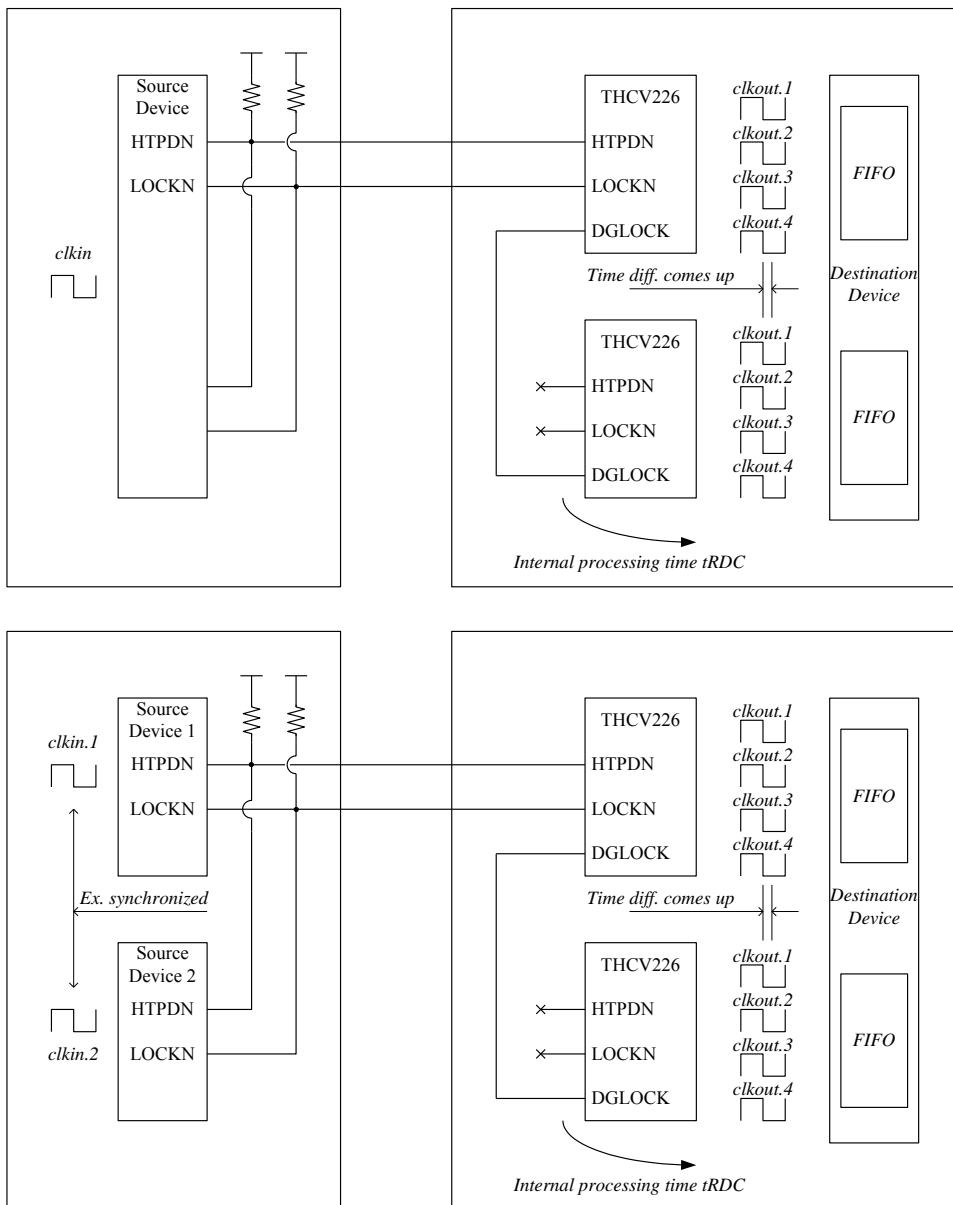 Source
Device
HTPDN
LOCKN
clkin
THCV226
HTPDN
LOCKN
DGLOCK
clkout.1
clkout.2
clkout.3
clkout.4
FIFO
Time diff. comes up
Destination
Device
THCV226
HTPDN
LOCKN
DGLOCK
clkout.1
clkout.2
clkout.3
clkout.4
FIFO
Internal processing time tRDC
Source
Device 1
HTPDN
LOCKN
clkin.1
Ex. synchronized
Source
Device 2
HTPDN
LOCKN
clkin.2
THCV226
HTPDN
LOCKN
DGLOCK
clkout.1
clkout.2
clkout.3
clkout.4
FIFO
Time diff. comes up
Destination
Device
THCV226
HTPDN
LOCKN
DGLOCK
clkout.1
clkout.2
clkout.3
clkout.4
FIFO
Internal processing time tRDC